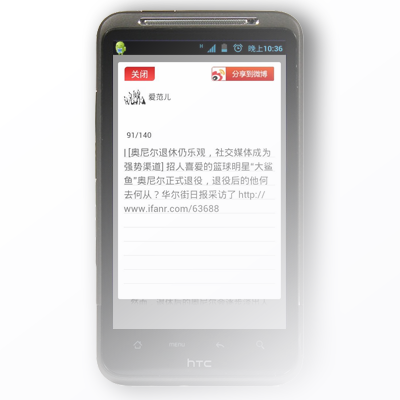 H 晚上10:36
关闭 分享到微博
爱范儿
91/140
| [奥尼尔退休仍乐观，社交媒体成为
强势渠道] 招人喜爱的篮球明星“大鲨
鱼”奥尼尔正式退役，退役后的他何
去何从？华尔街日报采访了 http://
www.ifanr.com/63688
MENU
hTC